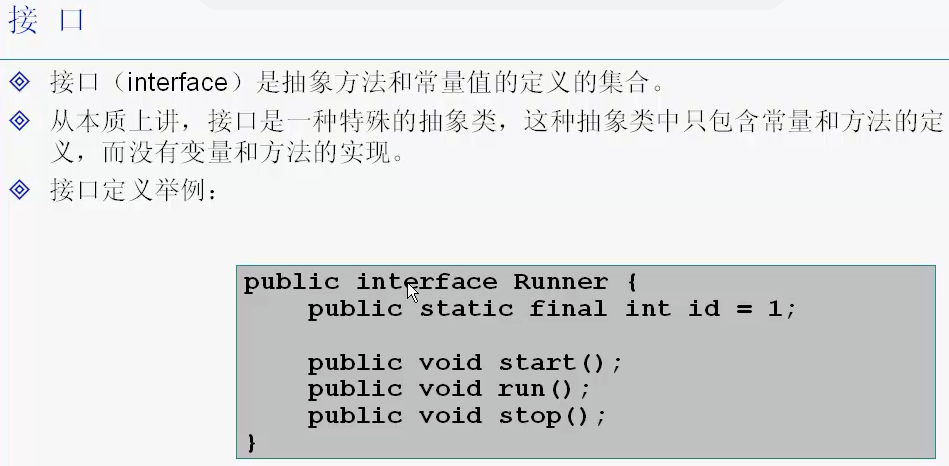 接 口
接口（interface）是抽象方法和常量值的定义的集合。
从本质上讲，接口是一种特殊的抽象类，这种抽象类中只包含常量和方法的定
义，而没有变量和方法的实现。
接口定义举例：
public interface Runner {
    public static final int id = 1;
    public void start();
    public void run();
    public void stop();
}